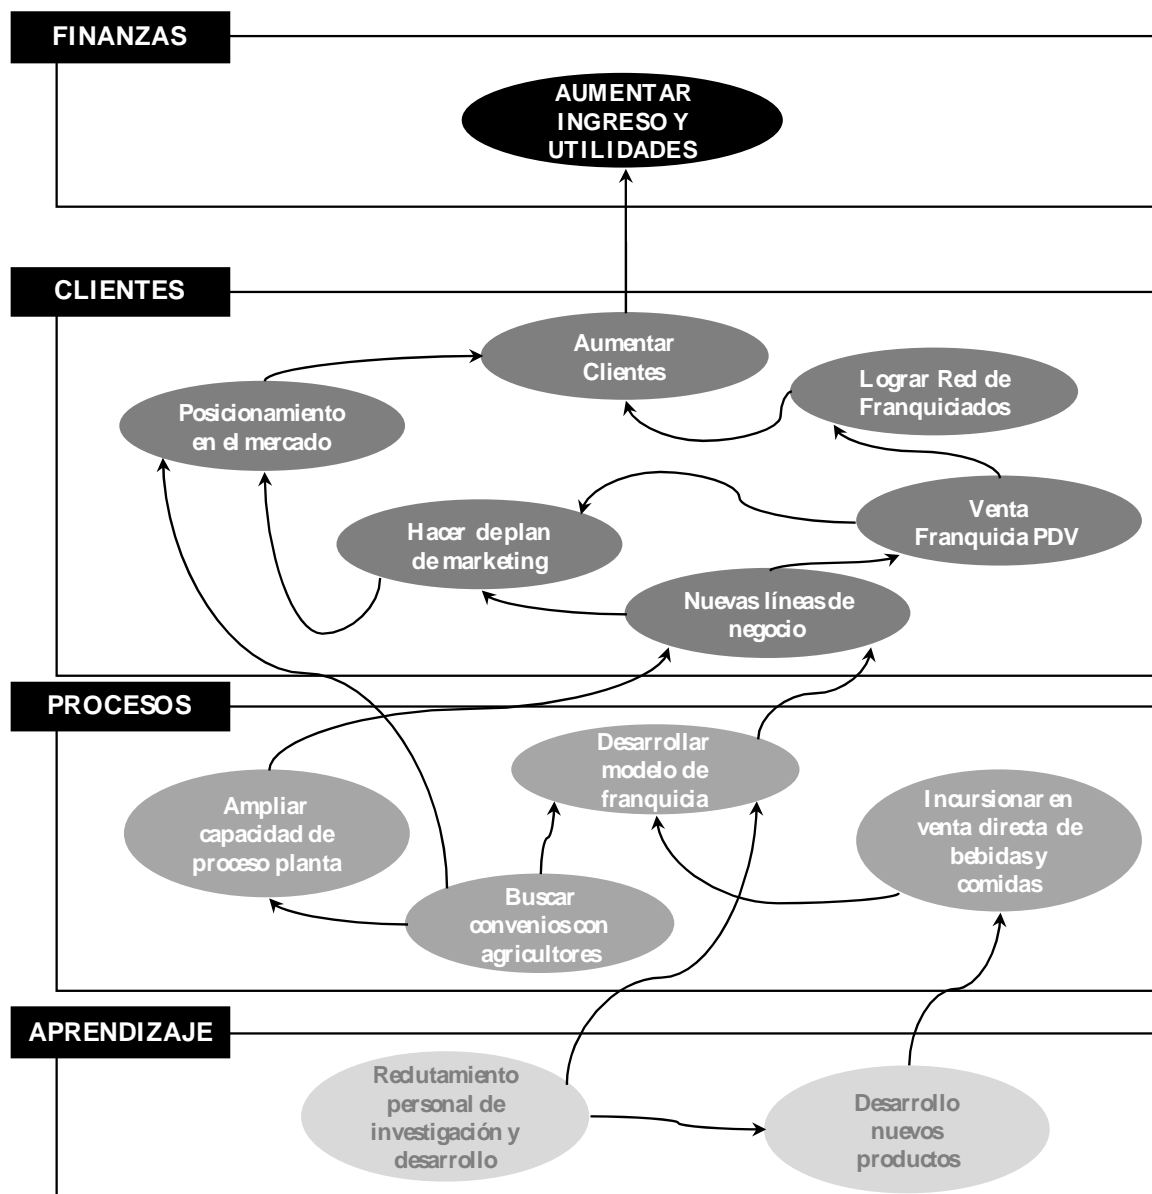 FINANZAS
AUMENTAR
INGRESO Y
UTILIDADES
CLIENTES
Aumentar
Clientes
Lograr Red de
Franquiciados
Posicionamiento
en el mercado
Venta
Franquicia PDV
Hacer de plan
de marketing
Nuevas líneas de
negocio
PROCESOS
Desarrollar
modelo de
franquicia
Ampliar
capacidad de
proceso planta
Incursionar en
venta directa de
bebidas y
comidas
Buscar
convenios con
agricultores
APRENDIZAJE
Reclutamiento
personal de
investigación y
desarrollo
Desarrollo
nuevos
productos